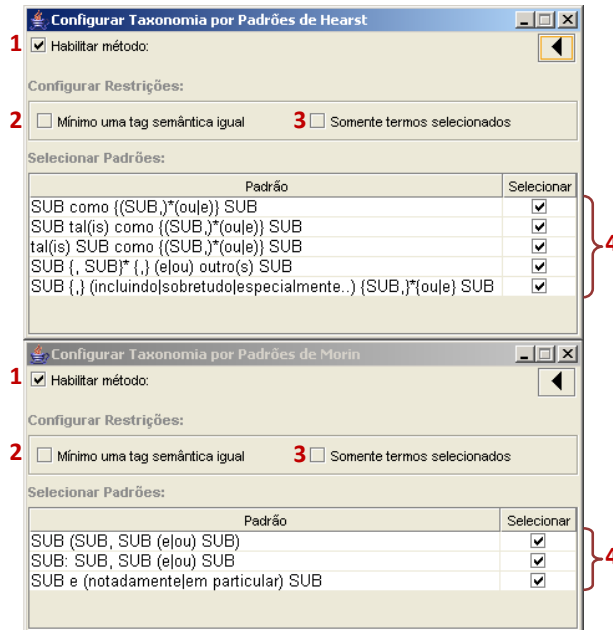 Configurar Taxonomia por Padrões de Hearst
1 Habilitar método:
Configurar Restrições:
2 Mínimo uma tag semântica igual 3 Somente termos selecionados
Selecionar Padrões:
Padrão Selecionar
SUB como {(SUB,)*(ou|e)} SUB
SUB tal(is) como {(SUB,)*(ou|e)} SUB
tal(is) SUB como {(SUB,)*(ou|e)} SUB
4
SUB {, SUB}* {,} (e|ou) outro(s) SUB
SUB {,} (incluindo|sobretudo|especialmente..) {SUB,}*{ou|e} SUB
Configurar Taxonomia por Padrões de Morin
1 Habilitar método:
Configurar Restrições:
2 Mínimo uma tag semântica igual 3 Somente termos selecionados
Selecionar Padrões:
Padrão Selecionar
SUB (SUB, SUB (e|ou) SUB)
SUB: SUB, SUB (e|ou) SUB
4
SUB e (notadamente|em particular) SUB